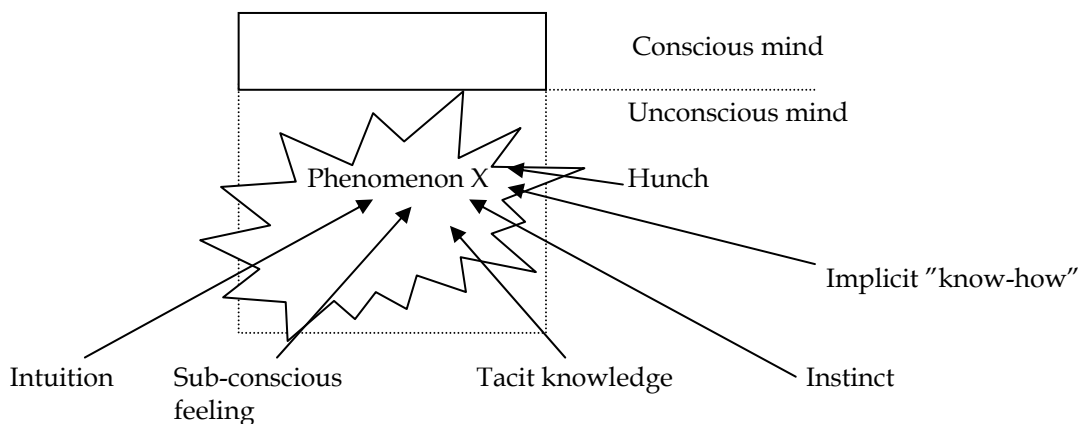 Conscious mind
Unconscious mind
Phenomenon X
Hunch
Implicit ”know-how”
Intuition
Sub-conscious
feeling
Tacit knowledge
Instinct